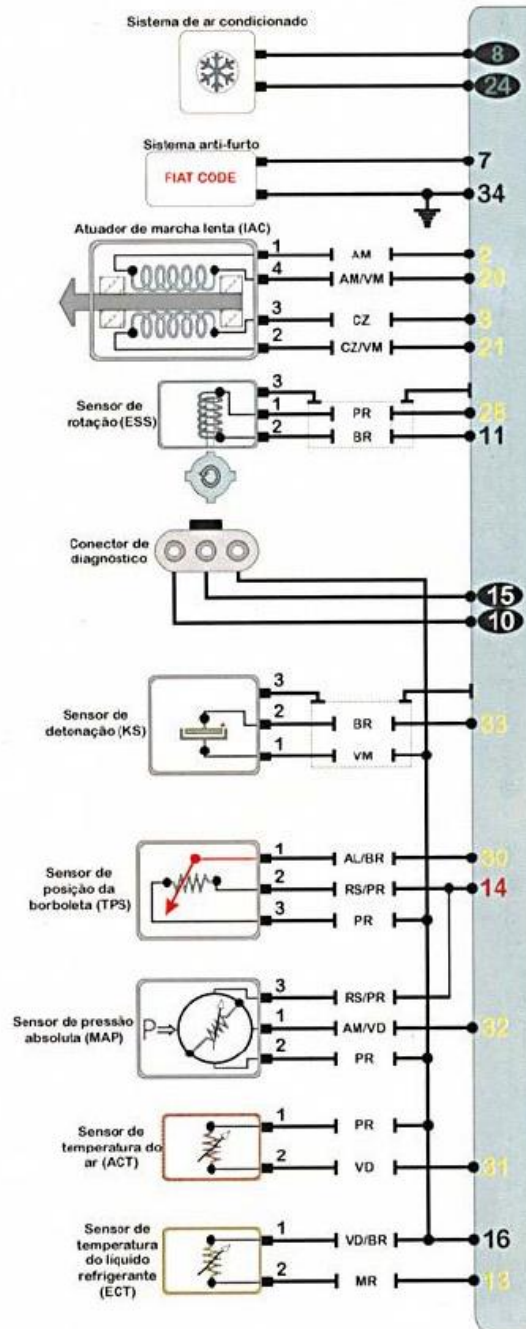 Sistema de ar condicionado
8
24
Sistema anti-furto
FIAT CODE
7
34
Atuador de marcha lenta (IAC)
1 AM 2
4 AM/VM 20
3 CZ 3
2 CZ/VM 21
Sensor de
rotação (ESS)
3
1 PR 28
2 BR 11
Conector de
diagnóstico
15
10
Sensor de
detonação (KS)
3
2 BR 33
1 VM
Sensor de
posição da
borboleta (TPS)
1 AL/BR 30
2 RS/PR 14
3 PR
Sensor de pressão
absoluta (MAP)
P
3 RS/PR
1 AM/VD 32
2 PR
Sensor de
temperatura do
ar (ACT)
1 PR
2 VD 31
Sensor de
temperatura
do líquido
refrigerante
(ECT)
1 VD/BR 16
2 MR 13